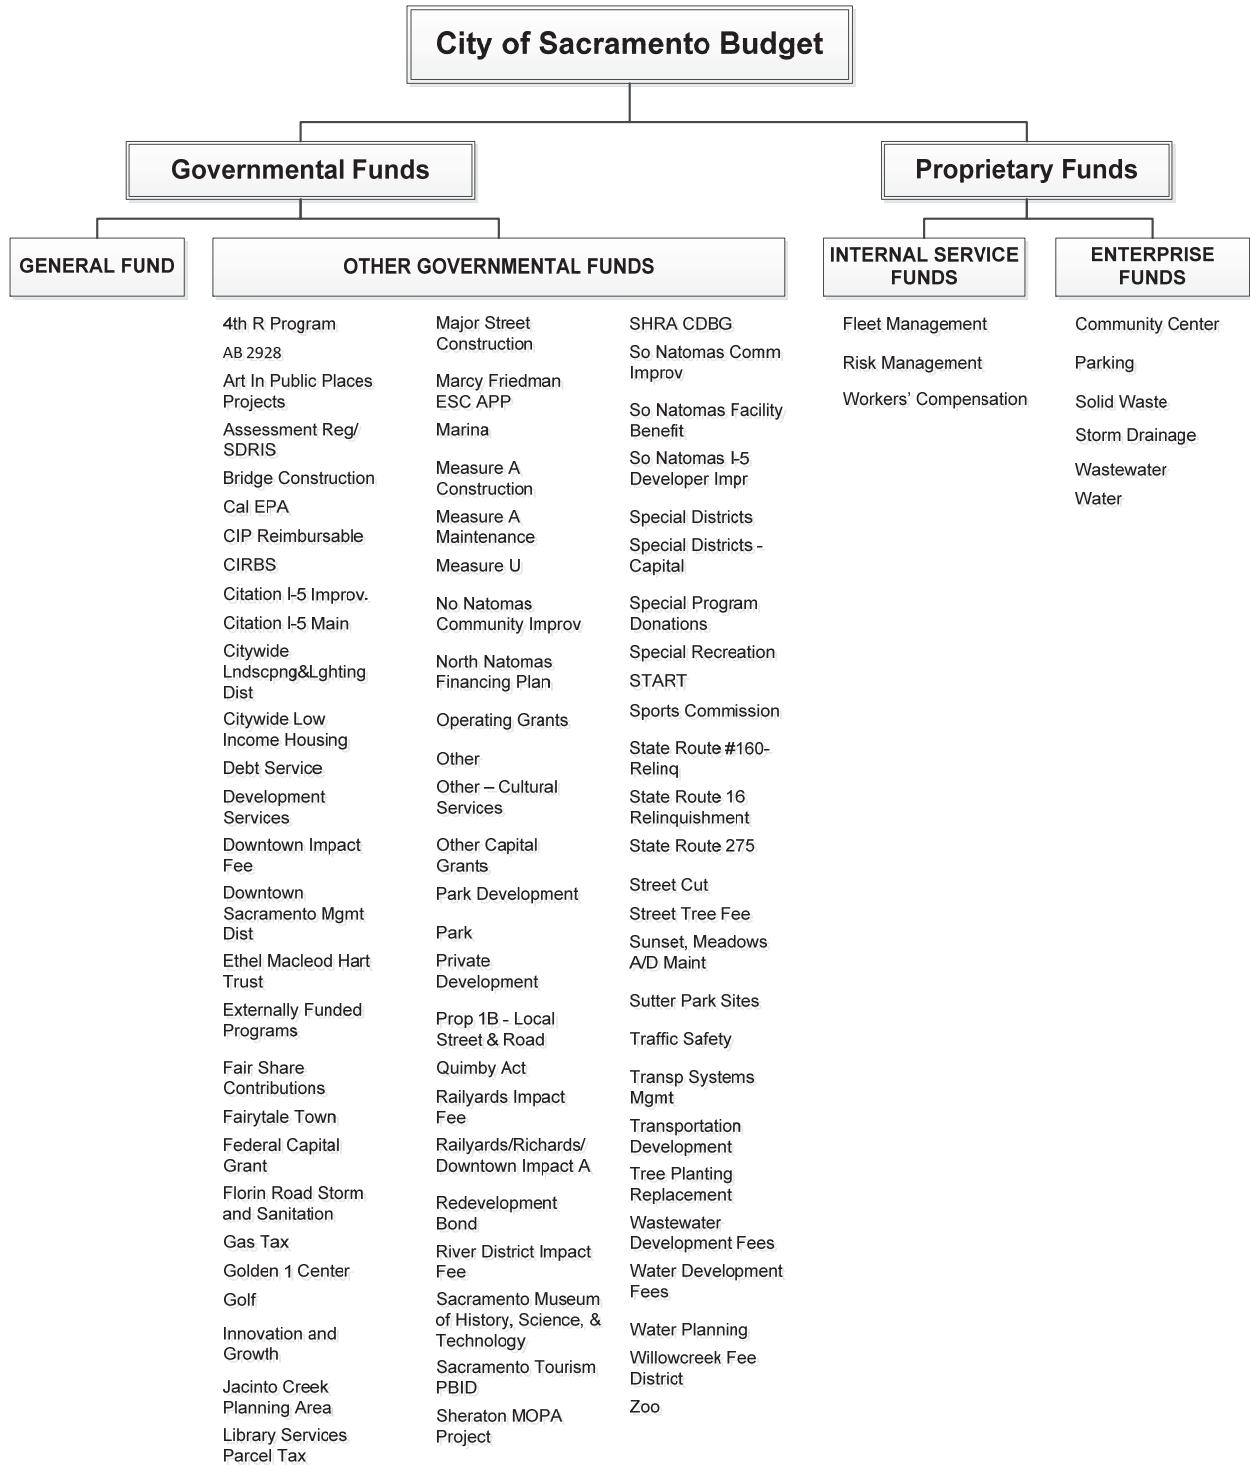 City of Sacramento Budget
Governmental Funds
Proprietary Funds
GENERAL FUND
OTHER GOVERNMENTAL FUNDS
INTERNAL SERVICE
FUNDS
ENTERPRISE
FUNDS
4th R Program
AB 2928
Art In Public Places
Projects
Assessment Reg/
SDRIS
Bridge Construction
Cal EPA
CIP Reimbursable
CIRBS
Citation I-5 Improv.
Citation I-5 Main
Citywide
Lndscpng&Lghting
Dist
Citywide Low
Income Housing
Debt Service
Development
Services
Downtown Impact
Fee
Downtown
Sacramento Mgmt
Dist
Ethel Macleod Hart
Trust
Externally Funded
Programs
Fair Share
Contributions
Fairytale Town
Federal Capital
Grant
Florin Road Storm
and Sanitation
Gas Tax
Golden 1 Center
Golf
Innovation and
Growth
Jacinto Creek
Planning Area
Library Services
Parcel Tax
Major Street
Construction
Marcy Friedman
ESC APP
Marina
Measure A
Construction
Measure A
Maintenance
Measure U
No Natomas
Community Improv
North Natomas
Financing Plan
Operating Grants
Other
Other – Cultural
Services
Other Capital
Grants
Park Development
Park
Private
Development
Prop 1B - Local
Street & Road
Quimby Act
Railyards Impact
Fee
Railyards/Richards/
Downtown Impact A
Redevelopment
Bond
River District Impact
Fee
Sacramento Museum
of History, Science, &
Technology
Sacramento Tourism
PBID
Sheraton MOPA
Project
SHRA CDBG
So Natomas Comm
Improv
So Natomas Facility
Benefit
So Natomas I-5
Developer Impr
Special Districts
Special Districts -
Capital
Special Program
Donations
Special Recreation
START
Sports Commission
State Route #160-
Relinq
State Route 16
Relinquishment
State Route 275
Street Cut
Street Tree Fee
Sunset, Meadows
A/D Maint
Sutter Park Sites
Traffic Safety
Transp Systems
Mgmt
Transportation
Development
Tree Planting
Replacement
Wastewater
Development Fees
Water Development
Fees
Water Planning
Willowcreek Fee
District
Zoo
Fleet Management
Risk Management
Workers' Compensation
Community Center
Parking
Solid Waste
Storm Drainage
Wastewater
Water